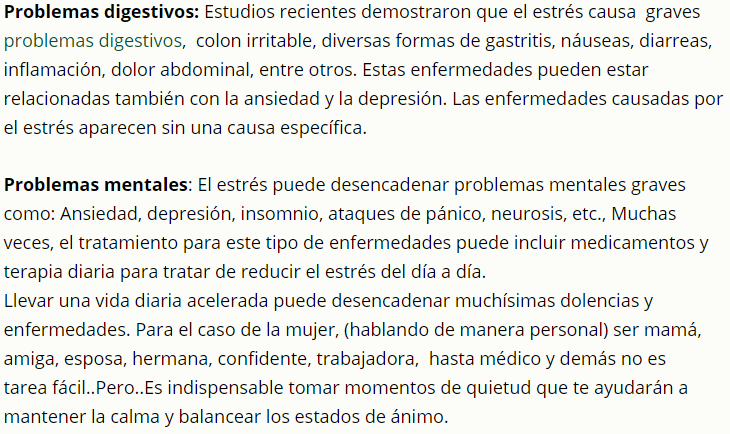 Problemas digestivos: Estudios recientes demostraron que el estrés causa  graves
problemas digestivos,  colon irritable, diversas formas de gastritis, náuseas, diarreas,
inflamación, dolor abdominal, entre otros. Estas enfermedades pueden estar
relacionadas también con la ansiedad y la depresión. Las enfermedades causadas por
el estrés aparecen sin una causa específica.
Problemas mentales: El estrés puede desencadenar problemas mentales graves
como: Ansiedad, depresión, insomnio, ataques de pánico, neurosis, etc., Muchas
veces, el tratamiento para este tipo de enfermedades puede incluir medicamentos y
terapia diaria para tratar de reducir el estrés del día a día.
Llevar una vida diaria acelerada puede desencadenar muchísimas dolencias y
enfermedades. Para el caso de la mujer, (hablando de manera personal) ser mamá,
amiga, esposa, hermana, confidente, trabajadora,  hasta médico y demás no es
tarea fácil..Pero..Es indispensable tomar momentos de quietud que te ayudarán a
mantener la calma y balancear los estados de ánimo.